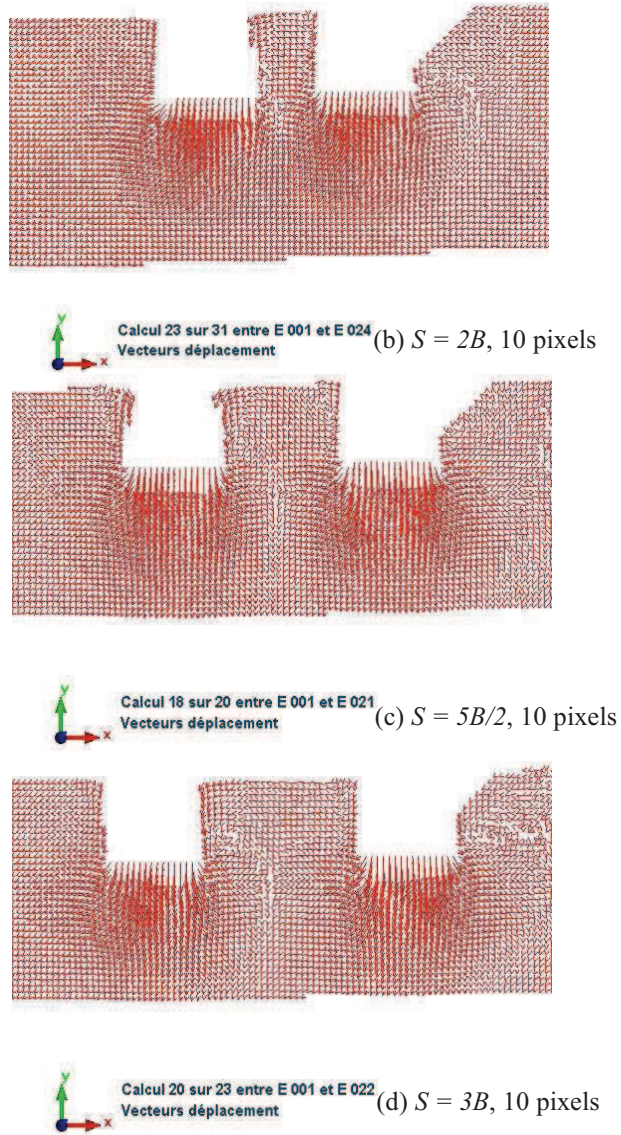 y
x
Calcul 23 sur 31 entre E 001 et E 024
Vecteurs déplacement
(b) S = 2B, 10 pixels
y
x
Calcul 18 sur 20 entre E 001 et E 021
Vecteurs déplacement
(c) S = 5B/2, 10 pixels
y
x
Calcul 20 sur 23 entre E 001 et E 022
Vecteurs déplacement
(d) S = 3B, 10 pixels